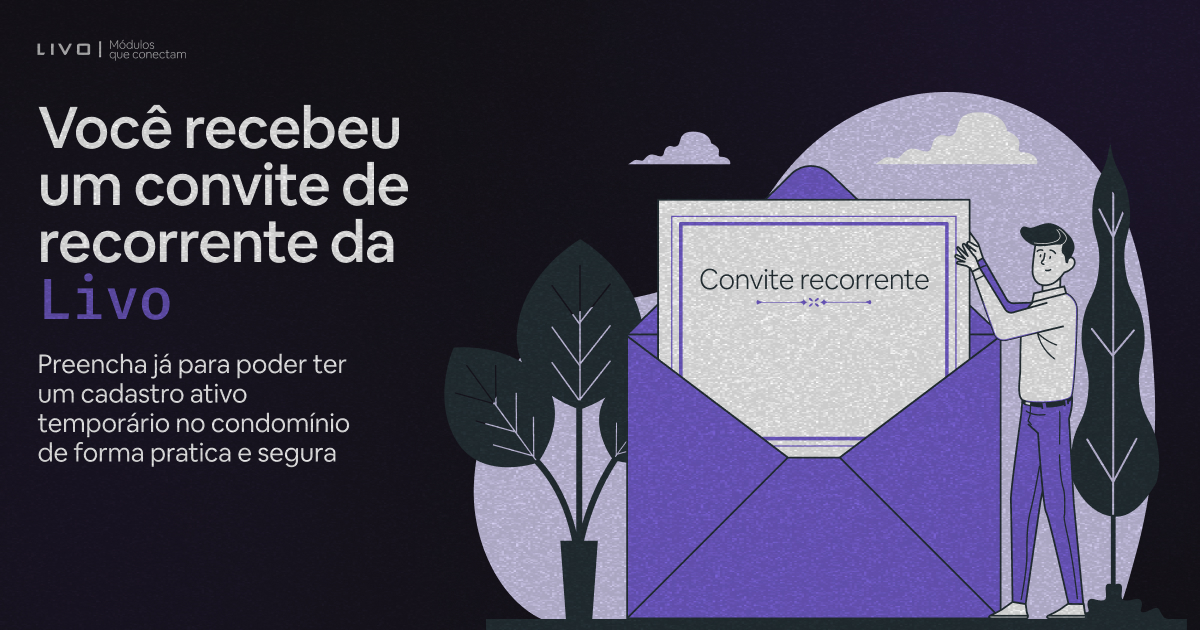 LIVO | Módulos
que conectam
Você recebeu
um convite de
recorrente da
Livo
Preencha já para poder ter
um cadastro ativo
temporário no condomínio
de forma pratica e segura
Convite recorrente